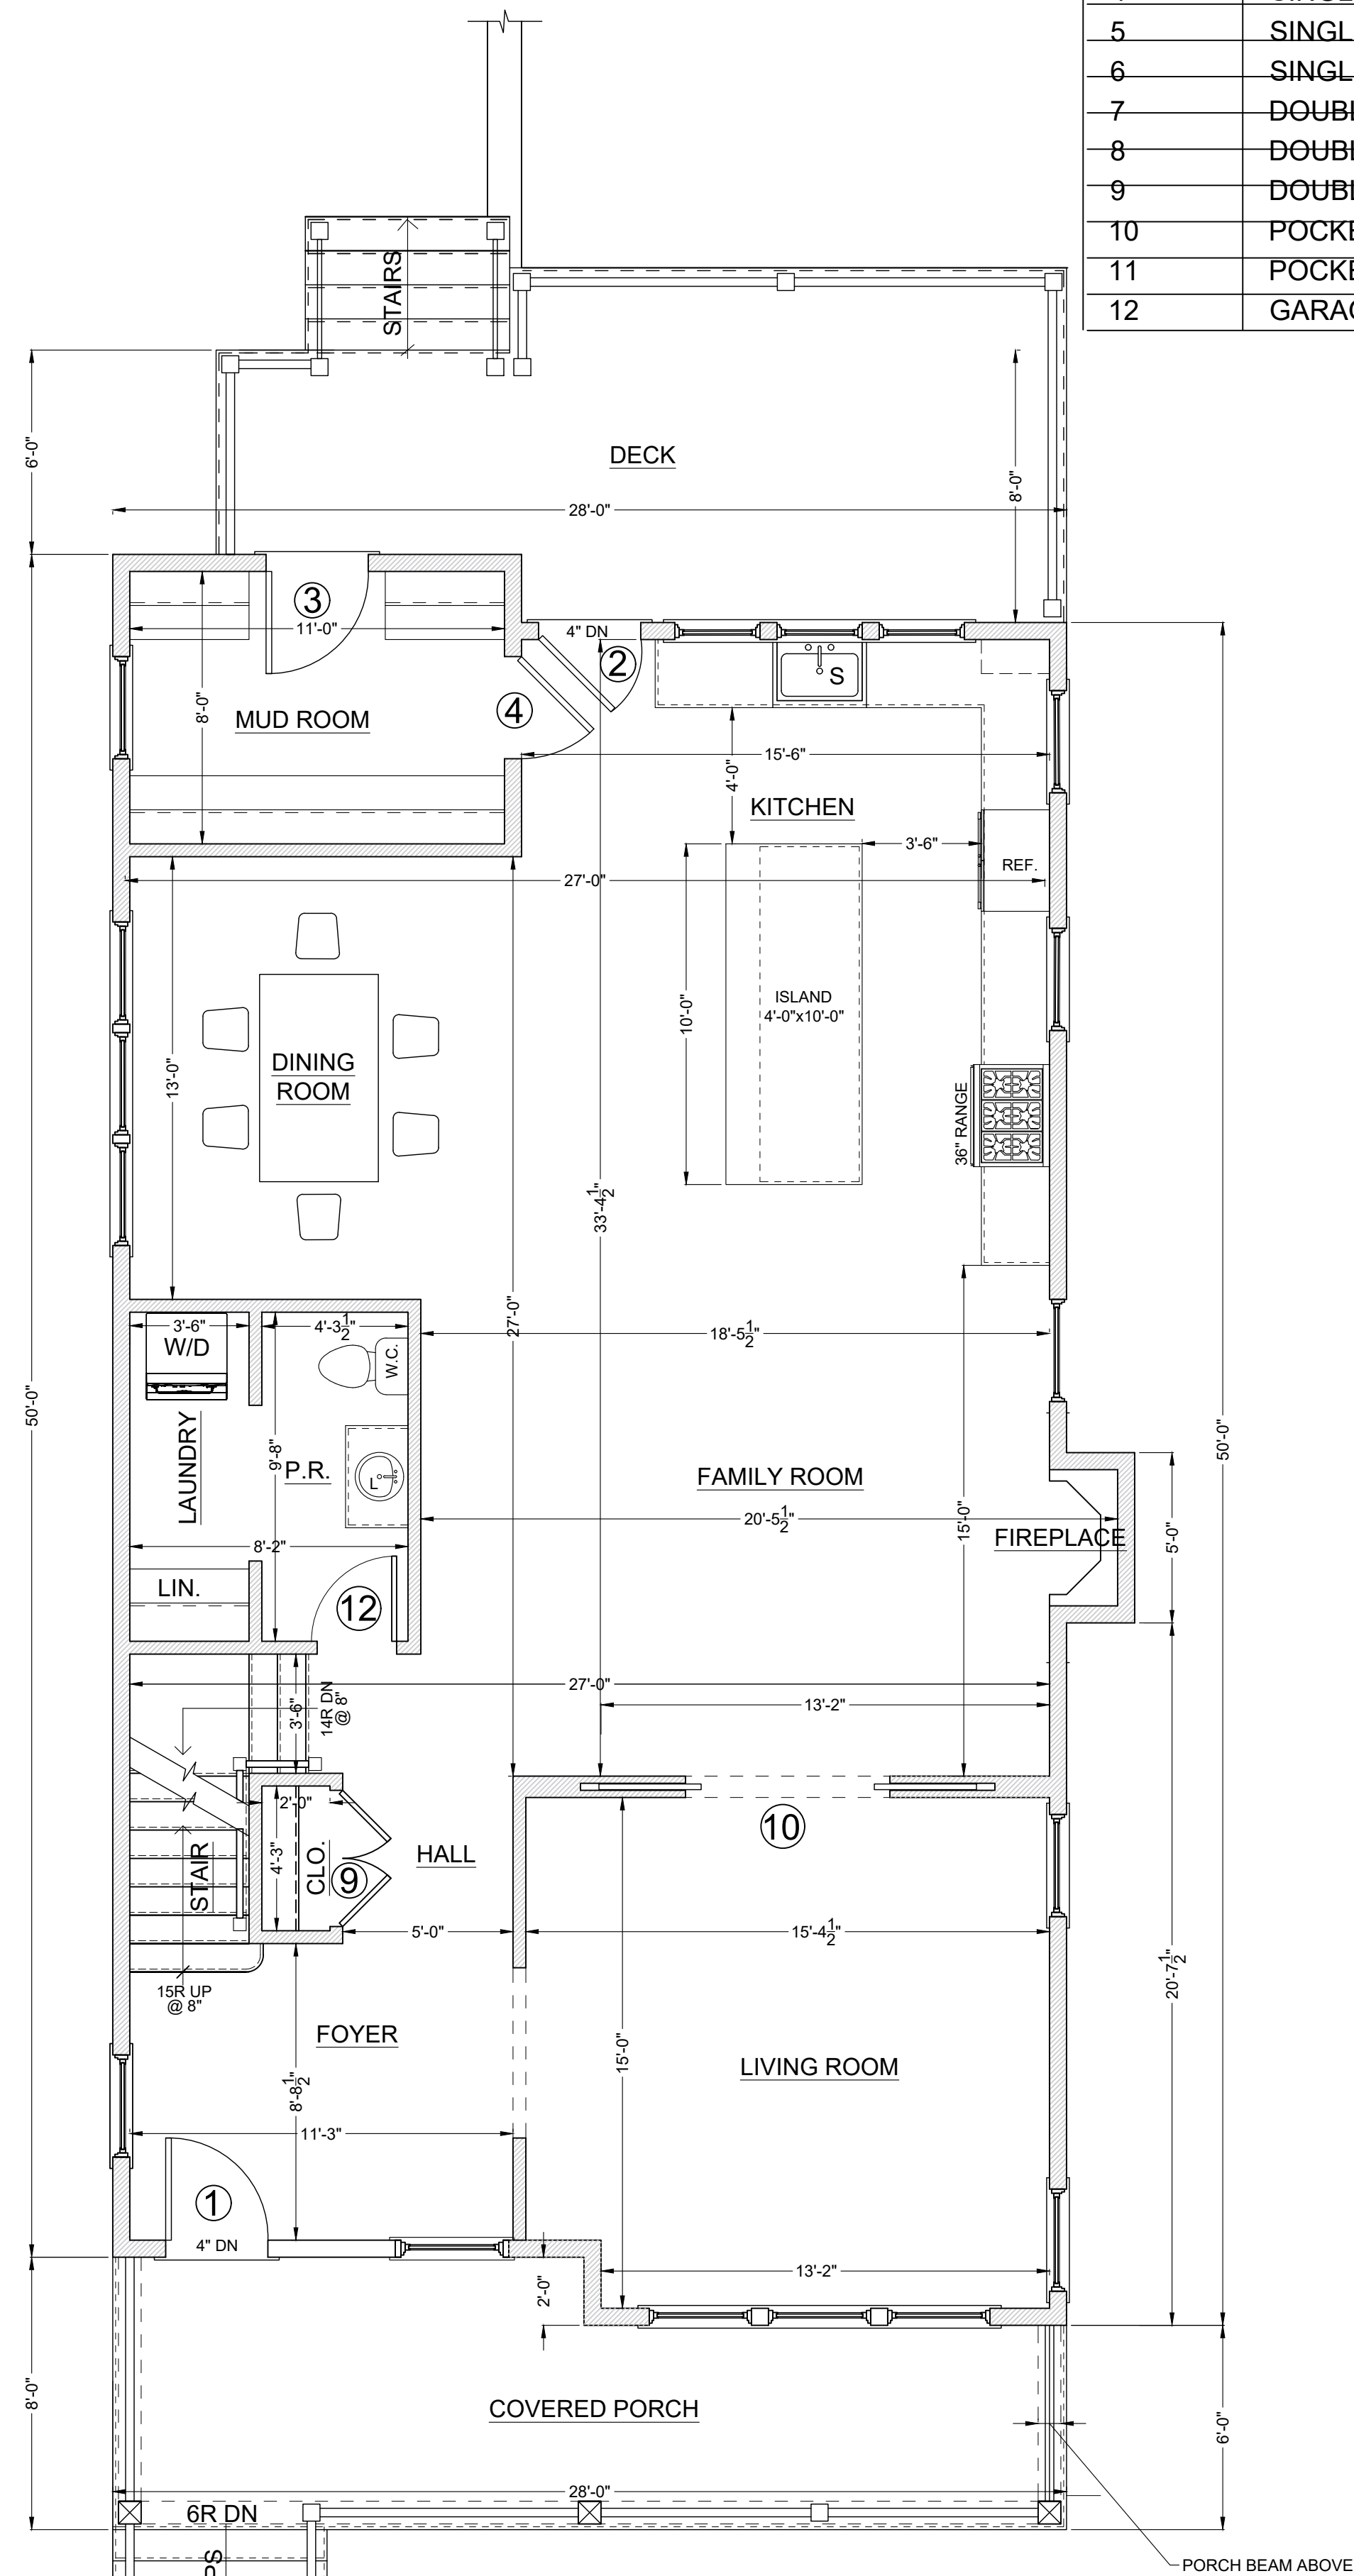 5 SINGL
6 SINGL
7 DOUBL
8 DOUBL
9 DOUBL
10 POCKE
11 POCKE
12 GARAG
STAIRS
6'-0"
DECK
8'-0"
28'-0"
3
11'-0"
4" DN
2
S
8'-0"
MUD ROOM
4
15'-6"
4'-0"
KITCHEN
3'-6"
REF.
27'-0"
ISLAND
4'-0"x10'-0"
10'-0"
13'-0"
DINING
ROOM
36" RANGE
33'-4 1/2"
27'-0"
3'-6"
4'-3 1/2"
18'-5 1/2"
W/D
W.C.
50'-0"
50'-0"
LAUNDRY
9'-8"
P.R.
L
FAMILY ROOM
20'-5 1/2"
15'-0"
FIREPLACE
5'-0"
8'-2"
LIN.
12
27'-0"
3'-6"
14R DN
@ 8"
13'-2"
2'-0"
10
4'-3"
CLO.
9
HALL
STAIR
5'-0"
15'-4 1/2"
20'-7 1/2"
15R UP
@ 8"
FOYER
15'-0"
LIVING ROOM
8'-8 1/2"
11'-3"
1
4" DN
2'-0"
13'-2"
8'-0"
COVERED PORCH
6'-0"
28'-0"
6R DN
PS
PORCH BEAM ABOVE